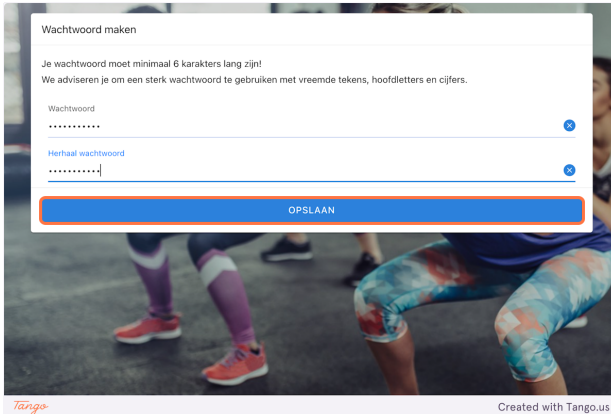 Wachtwoord maken
Je wachtwoord moet minimaal 6 karakters lang zijn!
We adviseren je om een sterk wachtwoord te gebruiken met vreemde tekens, hoofdletters en cijfers.
Wachtwoord
•••••••••••
Herhaal wachtwoord
•••••••••••
OPSLAAN
Tango
Created with Tango.us